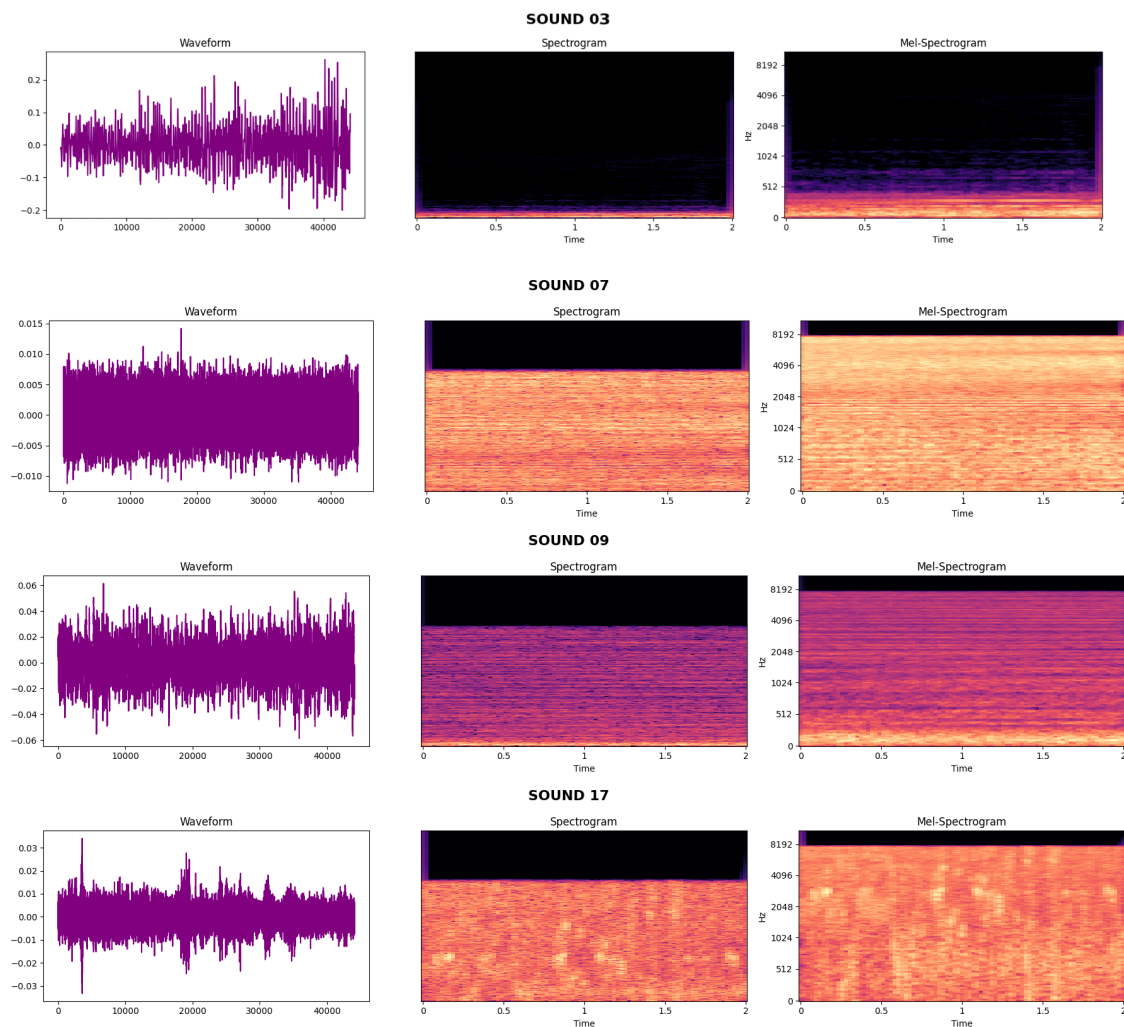 SOUND 03
Waveform
Spectrogram
Mel-Spectrogram
0.2
0.1
0.0
−0.1
−0.2
0 10000 20000 30000 40000
0 0.5 1 1.5 2
Time
8192
4096
2048
1024
512
0
Hz
0 0.5 1 1.5 2
Time
SOUND 07
Waveform
Spectrogram
Mel-Spectrogram
0.015
0.010
0.005
0.000
−0.005
−0.010
0 10000 20000 30000 40000
0 0.5 1 1.5 2
Time
8192
4096
2048
1024
512
0
Hz
0 0.5 1 1.5 2
Time
SOUND 09
Waveform
Spectrogram
Mel-Spectrogram
0.06
0.04
0.02
0.00
−0.02
−0.04
−0.06
0 10000 20000 30000 40000
0 0.5 1 1.5 2
Time
8192
4096
2048
1024
512
0
Hz
0 0.5 1 1.5 2
Time
SOUND 17
Waveform
Spectrogram
Mel-Spectrogram
0.03
0.02
0.01
0.00
−0.01
−0.02
−0.03
0 10000 20000 30000 40000
0 0.5 1 1.5 2
Time
8192
4096
2048
1024
512
0
Hz
0 0.5 1 1.5 2
Time